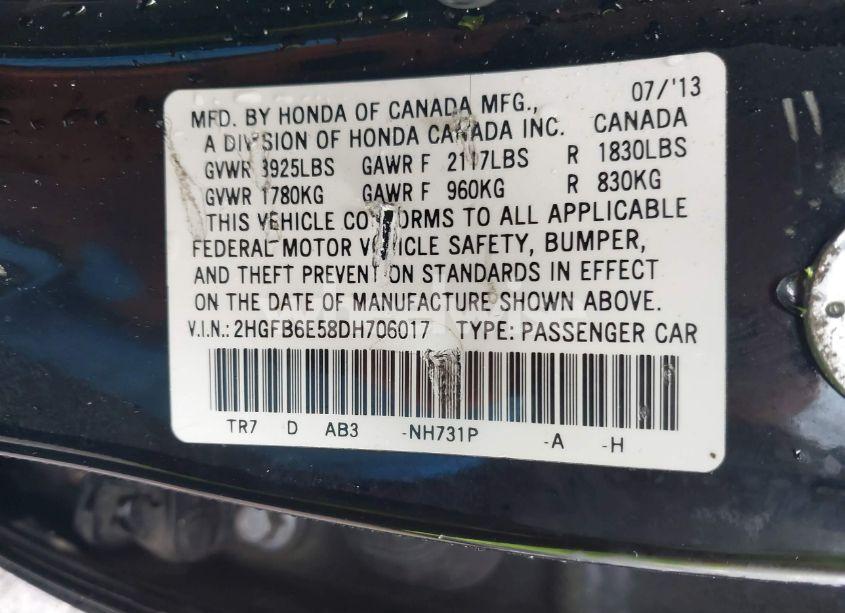 MFD. BY HONDA OF CANADA MFG., 07/'13
A DIVISION OF HONDA CANADA INC. CANADA
GVWR 3925LBS GAWR F 2117LBS R 1830LBS
GVWR 1780KG GAWR F 960KG R 830KG
THIS VEHICLE CONFORMS TO ALL APPLICABLE
FEDERAL MOTOR VEHICLE SAFETY, BUMPER,
AND THEFT PREVENTION STANDARDS IN EFFECT
ON THE DATE OF MANUFACTURE SHOWN ABOVE.
V.I.N.: 2HGFB6E58DH706017 TYPE: PASSENGER CAR
TR7 D AB3 -NH731P -A -H